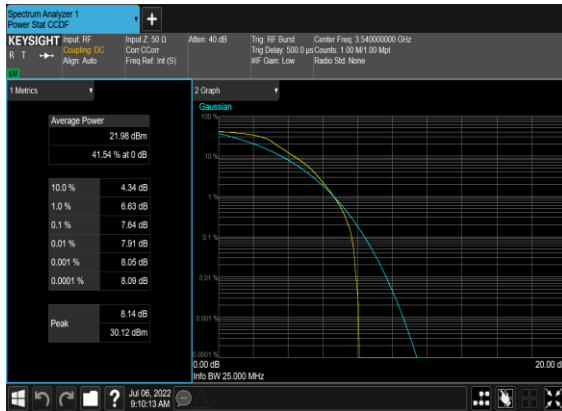 Spectrum Analyzer 1
Power Stat CCDF
+
KEYSIGHT
R T
LXI
Input: RF
Coupling: DC
Align: Auto
Input Z: 50 Ω
Corr CCorr
Freq Ref: Int (S)
Atten: 40 dB
Trig: RF Burst
Trig Delay: 500.0 µs
#IF Gain: Low
Center Freq: 3.540000000 GHz
Counts: 1.00 M/1.00 Mpt
Radio Std: None
1 Metrics
Average Power
21.98 dBm
41.54 % at 0 dB
10.0 % 4.34 dB
1.0 % 6.63 dB
0.1 % 7.64 dB
0.01 % 7.91 dB
0.001 % 8.05 dB
0.0001 % 8.09 dB
Peak
8.14 dB
30.12 dBm
2 Graph
Gaussian
100 %
10 %
1 %
0.1 %
0.01 %
0.001 %
0.0001 %
0.00 dB
20.00 d
Info BW 25.000 MHz
?
Jul 06, 2022
9:10:13 AM